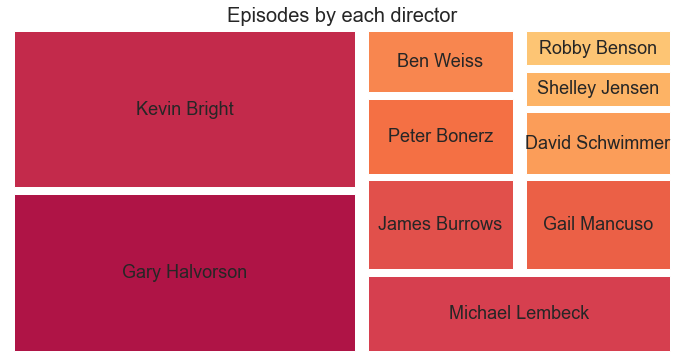 Episodes by each director
Kevin Bright
Gary Halvorson
Ben Weiss
Peter Bonerz
James Burrows
Robby Benson
Shelley Jensen
David Schwimmer
Gail Mancuso
Michael Lembeck